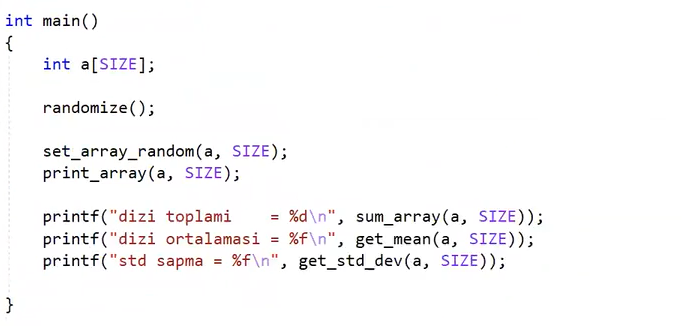 int main()
{
    int a[SIZE];
    randomize();
    set_array_random(a, SIZE);
    print_array(a, SIZE);
    printf("dizi toplami    = %d\n", sum_array(a, SIZE));
    printf("dizi ortalamasi = %f\n", get_mean(a, SIZE));
    printf("std sapma = %f\n", get_std_dev(a, SIZE));
}